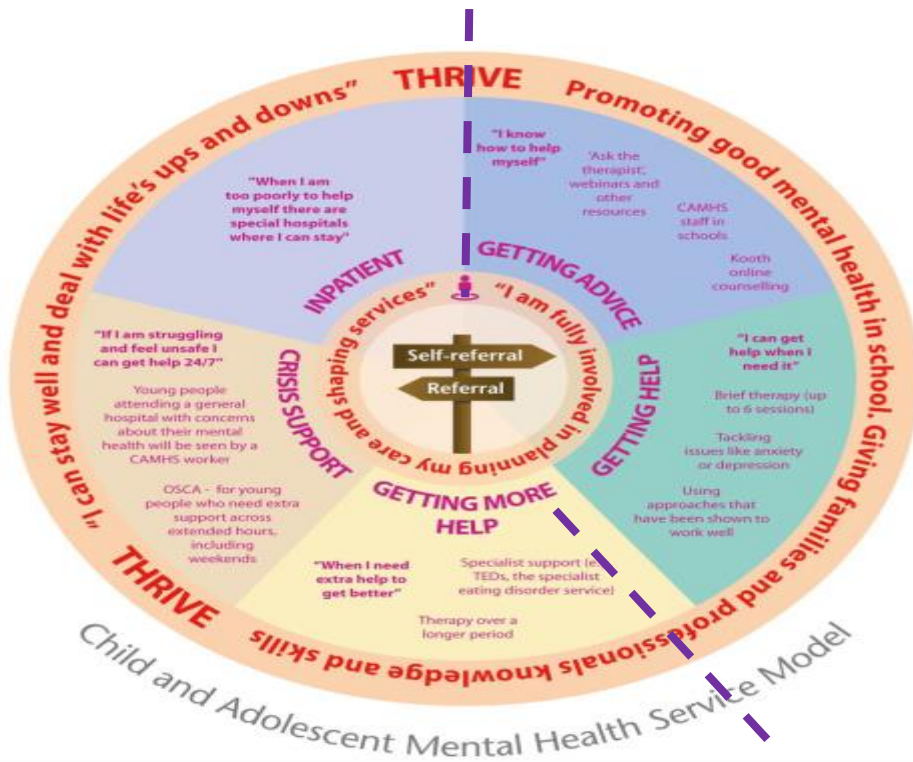 THRIVE
Promoting good mental health in school. Giving families and professionals knowledge and skills
THRIVE
"I can stay well and deal with life's ups and downs"
"I know
how to help
myself"
'Ask the
therapist',
webinars and
other
resources
CAMHS
staff in
schools
Kooth
online
counselling
GETTING ADVICE
"I can get
help when I
need it"
Brief therapy (up
to 6 sessions)
Tackling
issues like anxiety
or depression
Using
approaches that
have been shown to
work well
GETTING HELP
GETTING MORE
HELP
"When I need
extra help to
get better"
Specialist support (e.
TEDs, the specialist
eating disorder service)
Therapy over a
longer period
CRISIS SUPPORT
"If I am struggling
and feel unsafe I
can get help 24/7"
Young people
attending a general
hospital with concerns
about their mental
health will be seen by a
CAMHS worker
OSCA - for young
people who need extra
support across
extended hours,
including
weekends
INPATIENT
"When I am
too poorly to help
myself there are
special hospitals
where I can stay"
"I am fully involved in planning my care and shaping services"
Self-referral
Referral
Child and Adolescent Mental Health Service Model